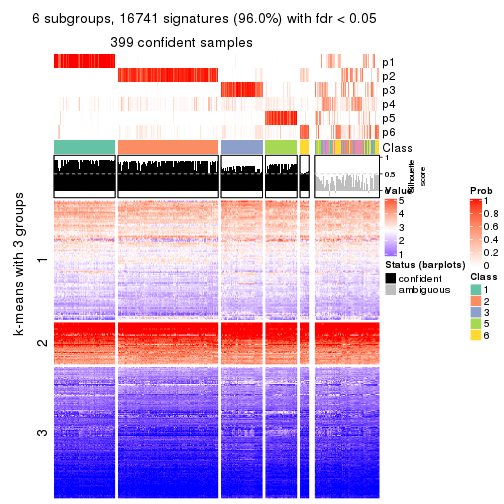 6 subgroups, 16741 signatures (96.0%) with fdr < 0.05
399 confident samples
p1
p2
p3
p4
p5
p6
Class
1
0.5
0
Silhouette
score
k-means with 3 groups
1
2
3
Value
5
4
3
2
1
Status (barplots)
confident
ambiguous
Prob
1
0.8
0.6
0.4
0.2
0
Class
1
2
3
5
6